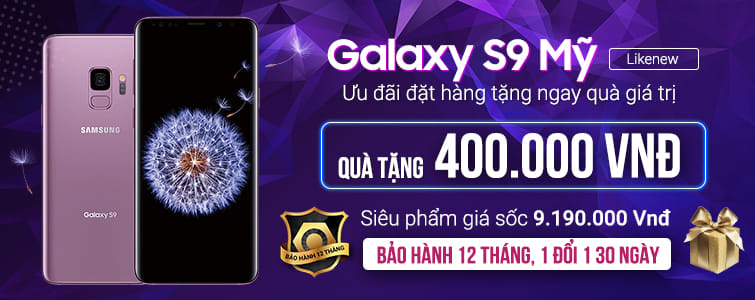 SAMSUNG
Galaxy S9
Galaxy S9 Mỹ
Likenew
Ưu đãi đặt hàng tặng ngay quà giá trị
QUÀ TẶNG 400.000 VNĐ
Siêu phẩm giá sốc 9.190.000 Vnđ
BẢO HÀNH 12 THÁNG
BẢO HÀNH 12 THÁNG, 1 ĐỔI 1 30 NGÀY